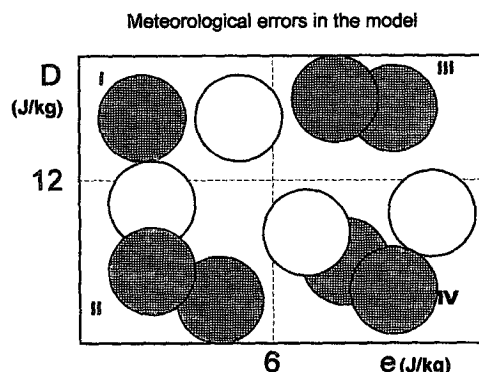 Meteorological errors in the model
D
(J/kg)
I
III
12
II
IV
6
e (J/kg)